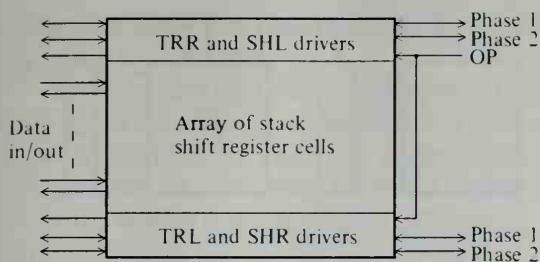 Phase 1
TRR and SHL drivers
Phase 2
OP
Data
in/out
Array of stack
shift register cells
TRL and SHR drivers
Phase 1
Phase 2